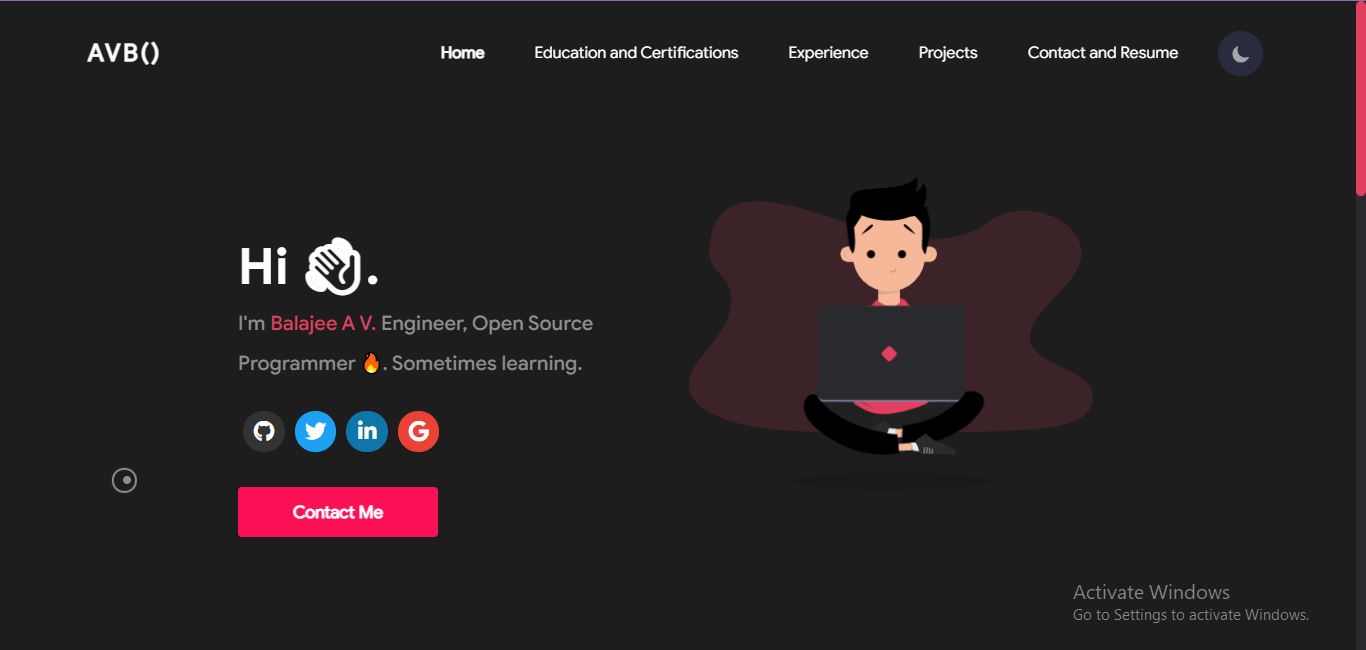 AVB()
Home
Education and Certifications
Experience
Projects
Contact and Resume
Hi 👋.
I'm Balajee A V. Engineer, Open Source
Programmer 🔥. Sometimes learning.
in
G
Contact Me
Activate Windows
Go to Settings to activate Windows.